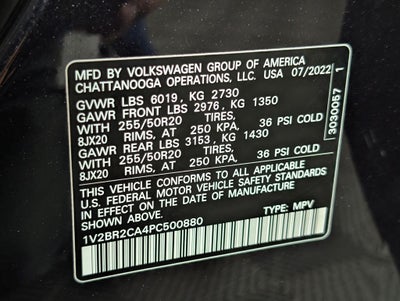 MFD BY VOLKSWAGEN GROUP OF AMERICA
CHATTANOOGA OPERATIONS, LLC. USA 07/2022
GVWR LBS 6019, KG 2730
GAWR FRONT LBS 2976, KG 1350
WITH 255/50R20 TIRES,
8JX20 RIMS, AT 250 KPA, 36 PSI COLD
GAWR REAR LBS 3153, KG 1430
WITH 255/50R20 TIRES,
8JX20 RIMS, AT 250 KPA, 36 PSI COLD
THIS VEHICLE CONFORMS TO ALL APPLICABLE
U.S. FEDERAL MOTOR VEHICLE SAFETY STANDARDS
IN EFFECT ON THE DATE OF MANUFACTURE
SHOWN ABOVE.
1V2BR2CA4PC500880 TYPE: MPV
3030057 1